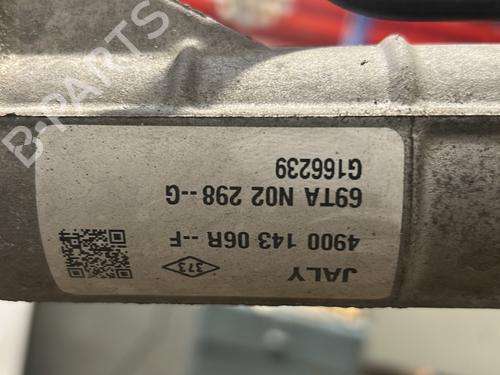 JALY 373
4900 143 06R --F
69TA N02 298 --G
G166239
B-PARTS